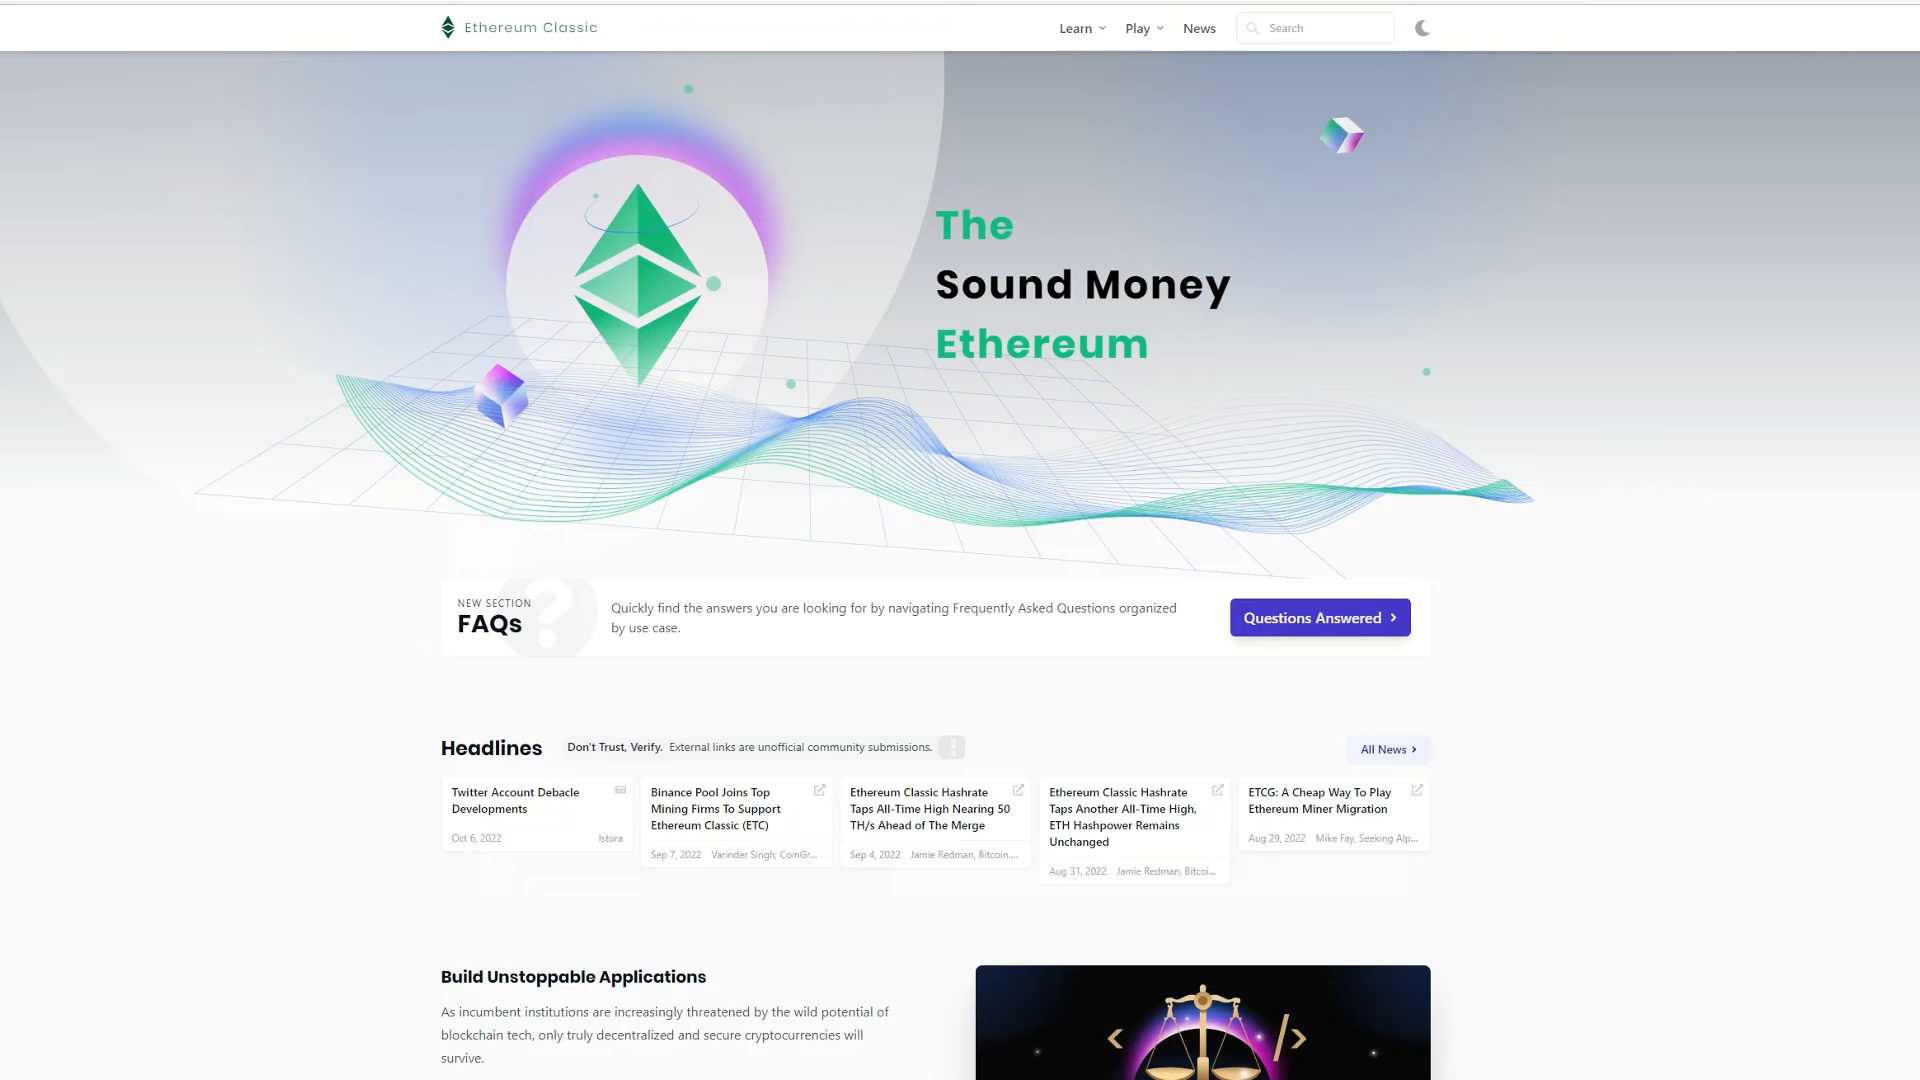 Ethereum Classic
Learn
Play
News
Search
The
Sound Money
Ethereum
NEW SECTION
FAQs
Quickly find the answers you are looking for by navigating Frequently Asked Questions organized
by use case.
Questions Answered
Headlines
Don't Trust, Verify. External links are unofficial community submissions.
All News
Twitter Account Debacle
Developments
Oct 6, 2022 Istora
Binance Pool Joins Top
Mining Firms To Support
Ethereum Classic (ETC)
Sep 7, 2022 Varinder Singh, CoinGr...
Ethereum Classic Hashrate
Taps All-Time High Nearing 50
TH/s Ahead of The Merge
Sep 4, 2022 Jamie Redman, Bitcoin....
Ethereum Classic Hashrate
Taps Another All-Time High,
ETH Hashpower Remains
Unchanged
Aug 31, 2022 Jamie Redman, Bitcoi...
ETCG: A Cheap Way To Play
Ethereum Miner Migration
Aug 29, 2022 Mike Fay, Seeking Alp...
Build Unstoppable Applications
As incumbent institutions are increasingly threatened by the wild potential of
blockchain tech, only truly decentralized and secure cryptocurrencies will
survive.